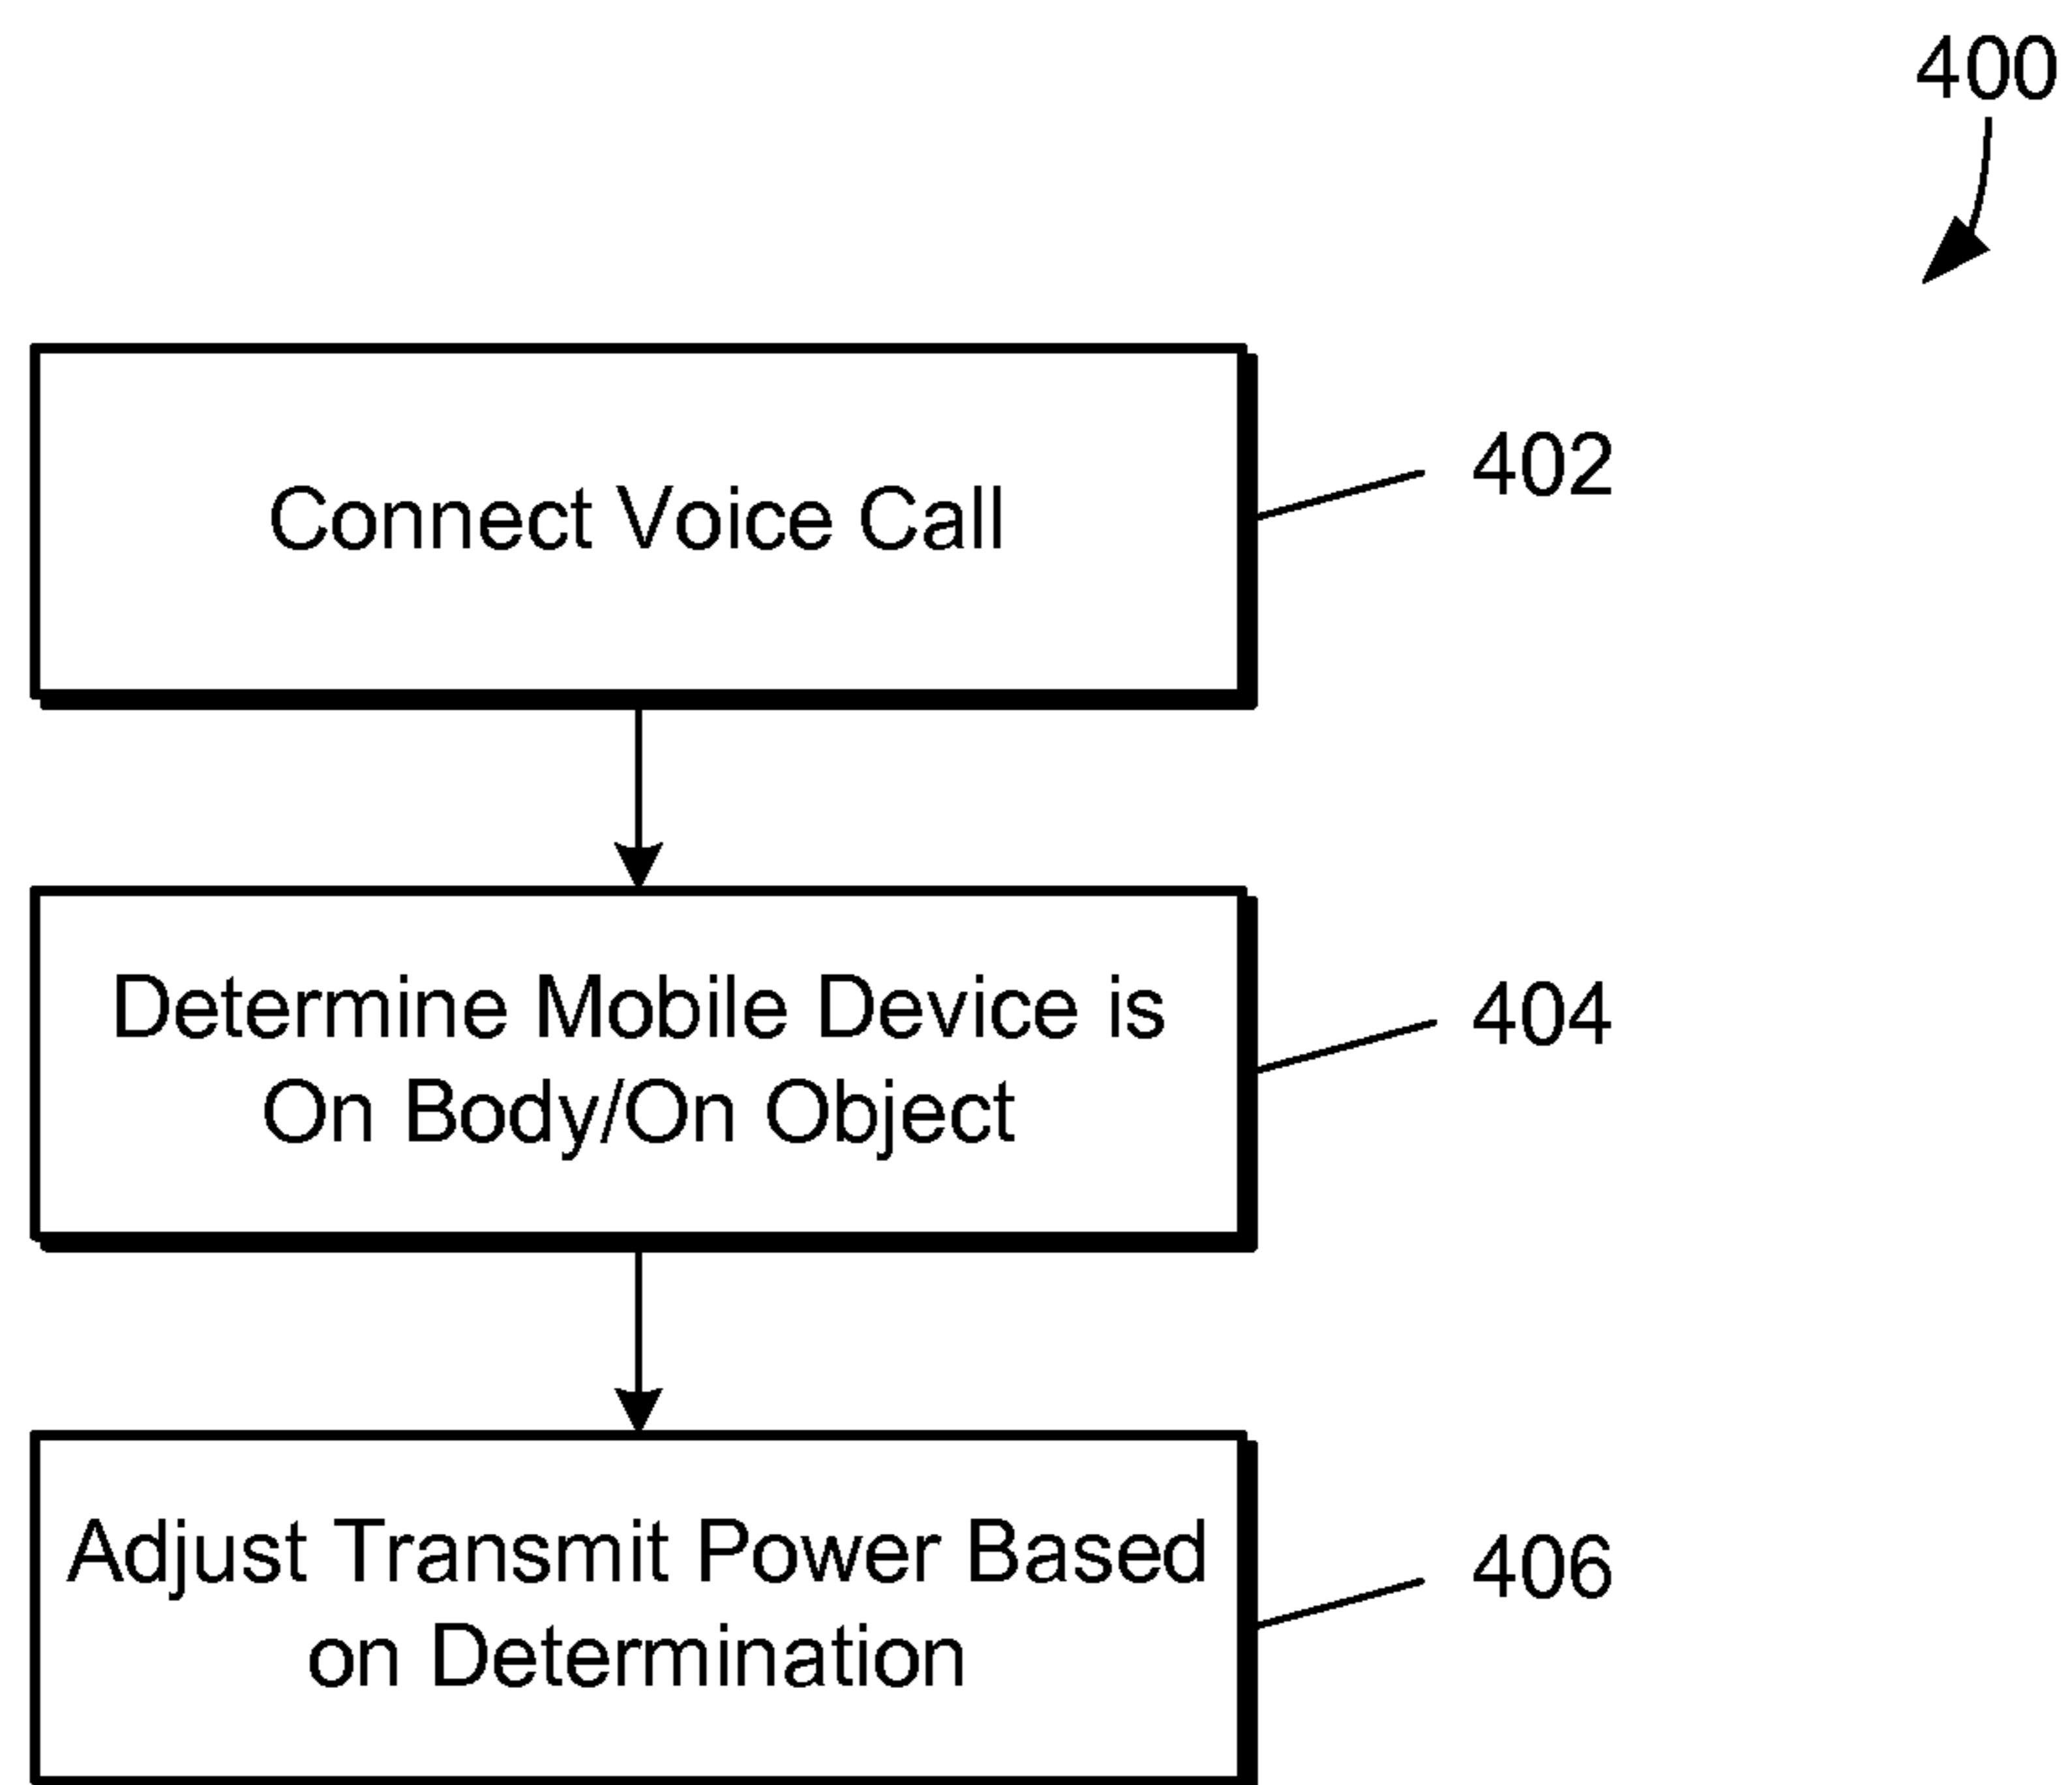 400
Connect Voice Call
402
Determine Mobile Device is
On Body/On Object
404
Adjust Transmit Power Based
on Determination
406